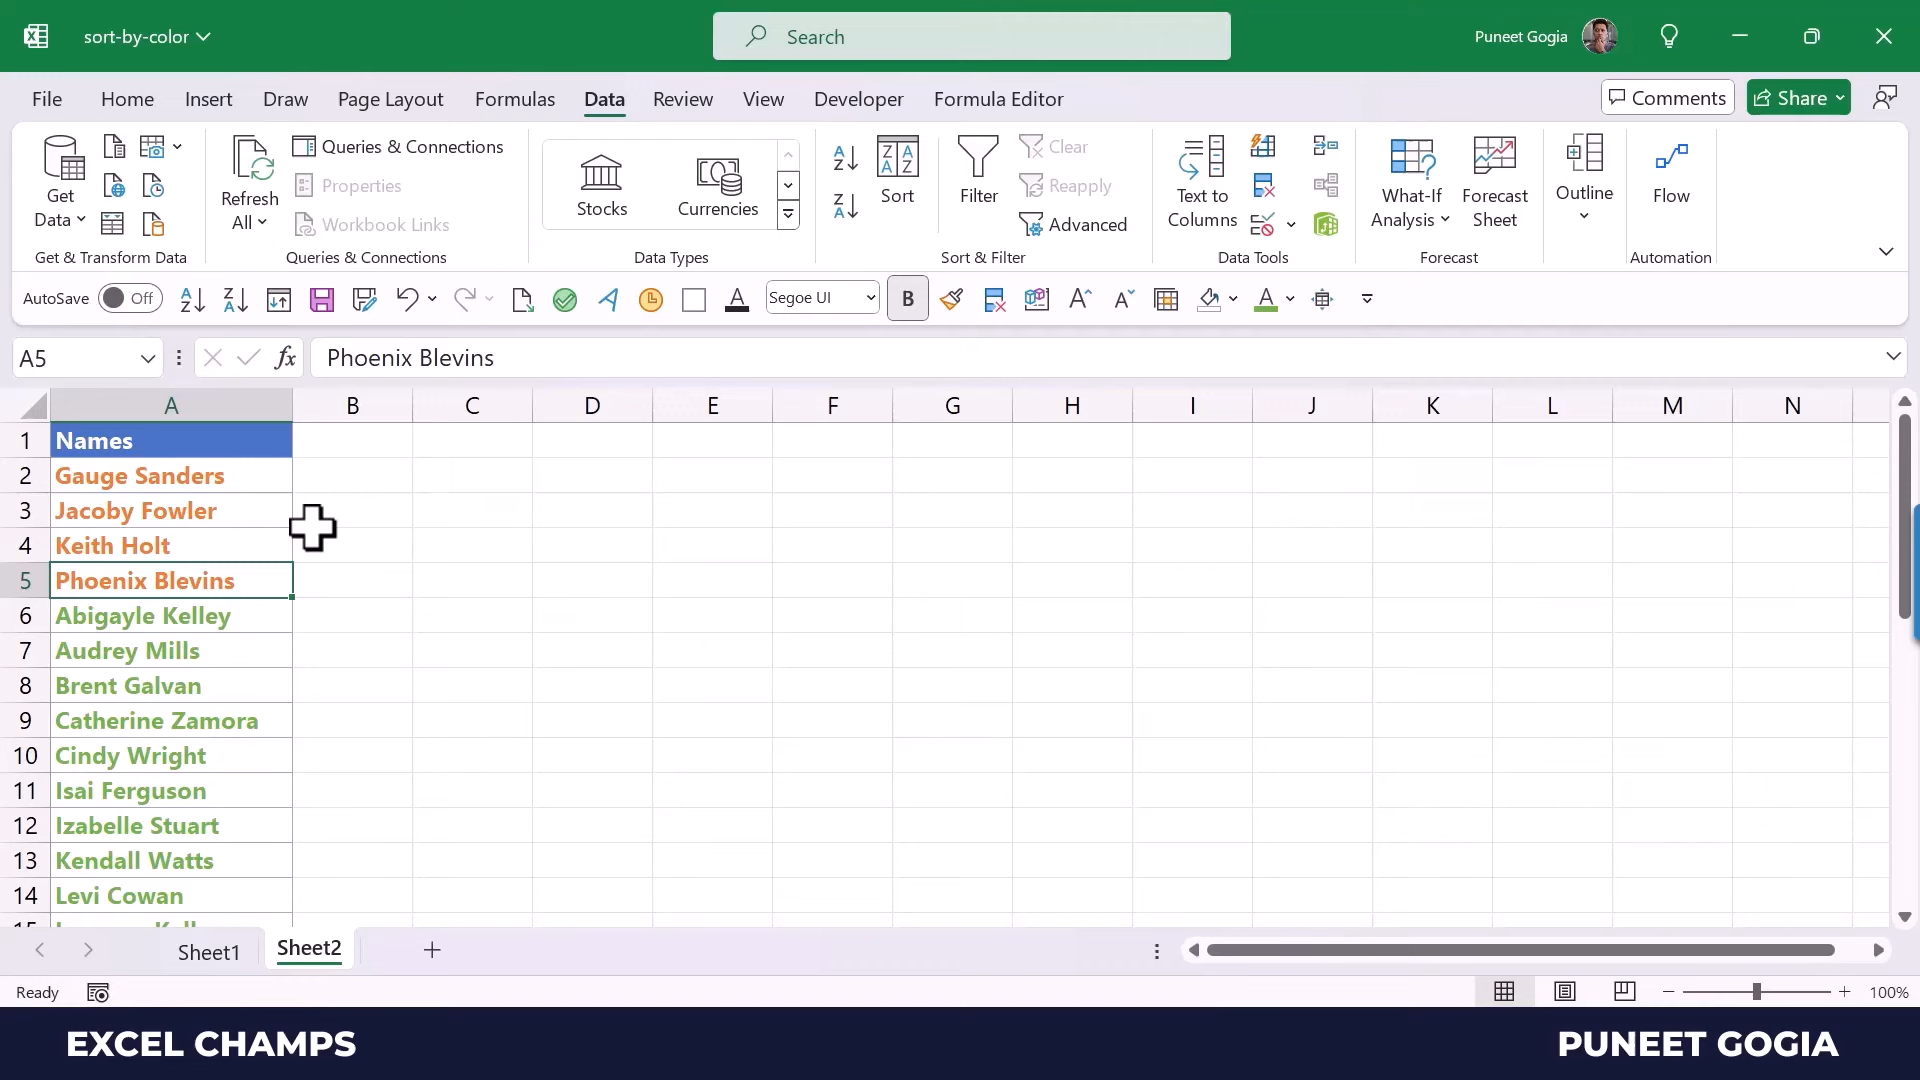 sort-by-color
Search
Puneet Gogia
File Home Insert Draw Page Layout Formulas Data Review View Developer Formula Editor Comments Share
Get Data
Refresh All
Queries & Connections
Properties
Workbook Links
Stocks
Currencies
Sort
Filter
Clear
Reapply
Advanced
Text to Columns
What-If Analysis
Forecast Sheet
Outline
Flow
Get & Transform Data Queries & Connections Data Types Sort & Filter Data Tools Forecast Automation
AutoSave Off Segoe UI B
A5 fx Phoenix Blevins
A B C D E F G H I J K L M N
1 Names
2 Gauge Sanders
3 Jacoby Fowler
4 Keith Holt
5 Phoenix Blevins
6 Abigayle Kelley
7 Audrey Mills
8 Brent Galvan
9 Catherine Zamora
10 Cindy Wright
11 Isai Ferguson
12 Izabelle Stuart
13 Kendall Watts
14 Levi Cowan
Sheet1 Sheet2
Ready 100%
EXCEL CHAMPS PUNEET GOGIA